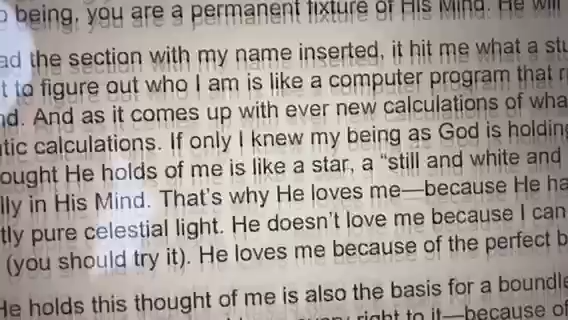 being, you are a permanent fixture of His Mind. He will
ad the section with my name inserted, it hit me what a stu
t to figure out who I am is like a computer program that r
nd. And as it comes up with ever new calculations of wha
tic calculations. If only I knew my being as God is holding
ought He holds of me is like a star, a “still and white and
lly in His Mind. That’s why He loves me—because He ha
tly pure celestial light. He doesn’t love me because I can
(you should try it). He loves me because of the perfect b
He holds this thought of me is also the basis for a boundle
right to it—because of